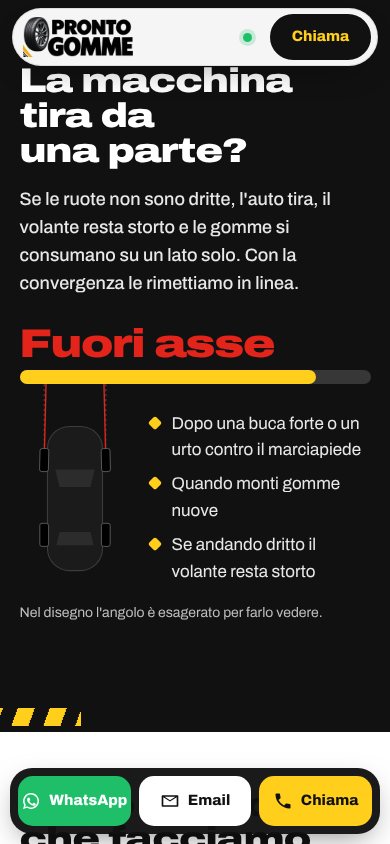 PRONTO
GOMME
Chiama
La macchina
tira da
una parte?
Se le ruote non sono dritte, l'auto tira, il
volante resta storto e le gomme si
consumano su un lato solo. Con la
convergenza le rimettiamo in linea.
Fuori asse
Dopo una buca forte o un
urto contro il marciapiede
Quando monti gomme
nuove
Se andando dritto il
volante resta storto
Nel disegno l'angolo è esagerato per farlo vedere.
WhatsApp
Email
Chiama
che facciamo